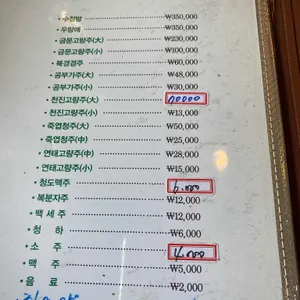 · 수정방 ₩350,000
· 우량예 ₩350,000
· 금문고량주(大) ₩230,000
· 금문고량주(小) ₩100,000
· 북경경주 ₩60,000
· 공부가주(大) ₩48,000
· 공부가주(小) ₩30,000
· 천진고량주(大) 70000
· 천진고량주(小) ₩13,000
· 죽엽청주(大) ₩50,000
· 죽엽청주(中) ₩25,000
· 연태고량주(中) ₩28,000
· 연태고량주(小) ₩15,000
· 청도맥주
· 복분자주 ₩12,000
· 백 세 주 ₩12,000
· 청 하 ₩6,000
· 소 주 4,000
· 맥 주 ₩5,000
· 음 료 ₩2,000